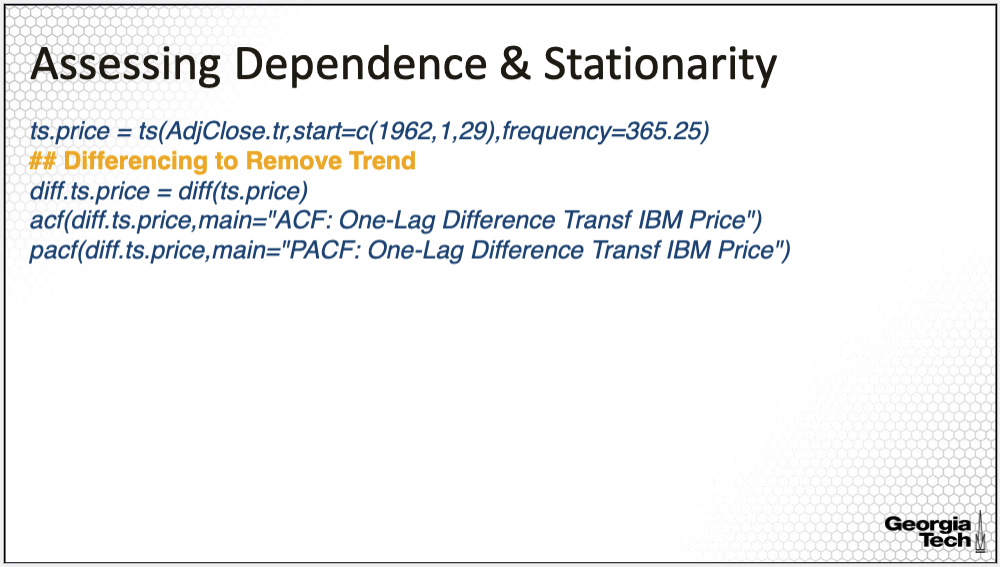 Assessing Dependence & Stationarity
ts.price = ts(AdjClose.tr,start=c(1962,1,29),frequency=365.25)
## Differencing to Remove Trend
diff.ts.price = diff(ts.price)
acf(diff.ts.price,main="ACF: One-Lag Difference Transf IBM Price")
pacf(diff.ts.price,main="PACF: One-Lag Difference Transf IBM Price")
Georgia
Tech